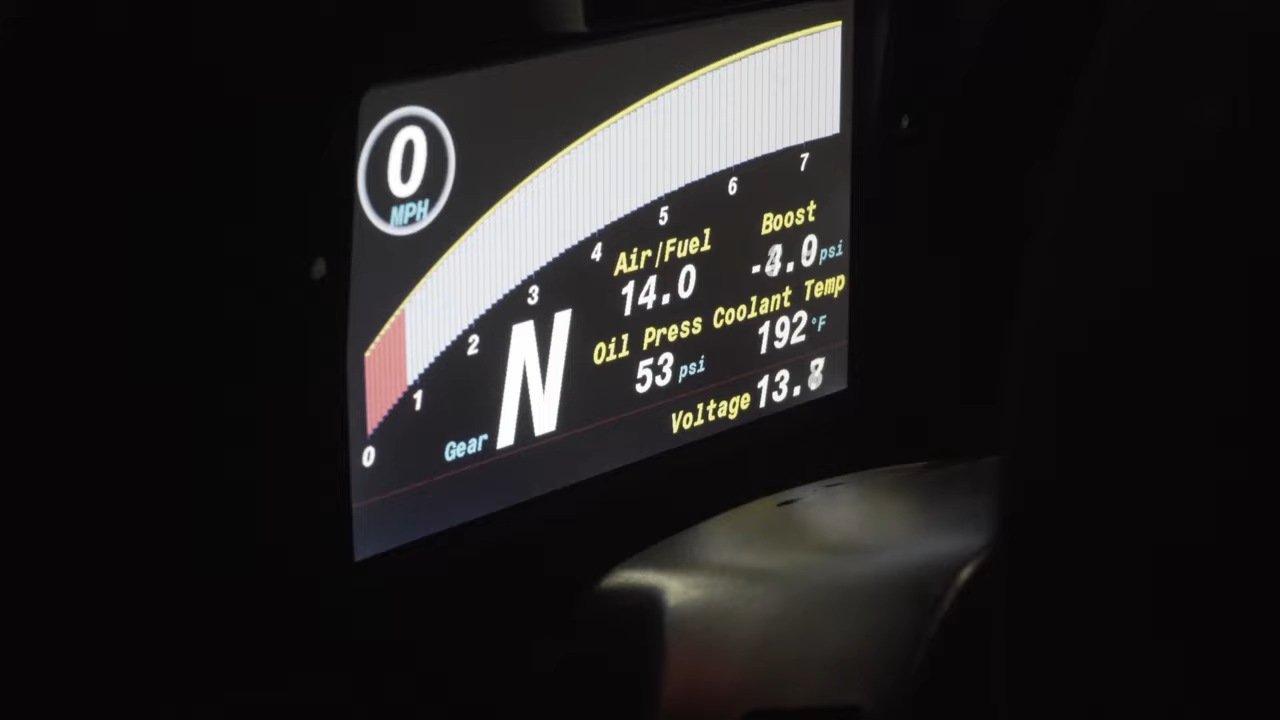 0
MPH
0
1
2
3
4
5
6
7
Gear
N
Air/Fuel
14.0
Boost
psi
Oil Press
53 psi
Coolant Temp
192 °F
Voltage